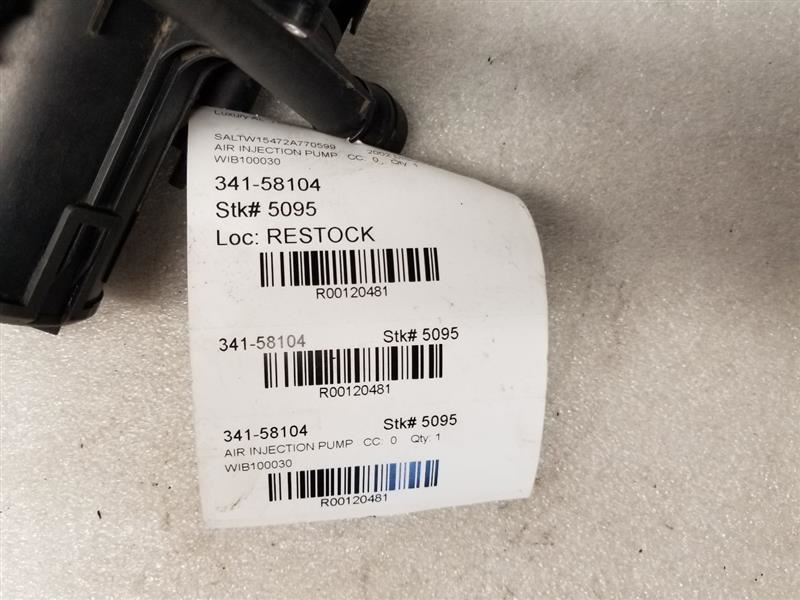 Luxury
SALTW15472A770599
AIR INJECTION PUMP CC: 0 Qty: 1
WIB100030
341-58104
Stk# 5095
Loc: RESTOCK
R00120481
341-58104 Stk# 5095
R00120481
341-58104 Stk# 5095
AIR INJECTION PUMP CC: 0 Qty: 1
WIB100030
R00120481